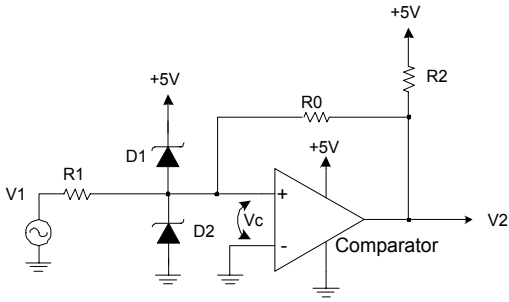 +5V
R2
+5V
R0
D1
+5V
R1
V1
+
Vc
D2
V2
-
Comparator